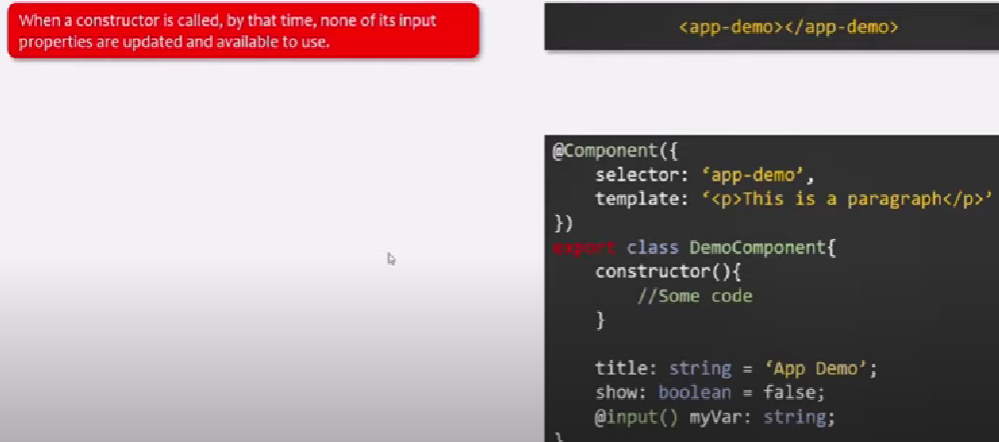 When a constructor is called, by that time, none of its input
properties are updated and available to use.
<app-demo></app-demo>
@Component({
selector: ‘app-demo’,
template: ‘<p>This is a paragraph</p>’
})
export class DemoComponent{
constructor(){
//Some code
}
title: string = ‘App Demo’;
show: boolean = false;
@input() myVar: string;
}